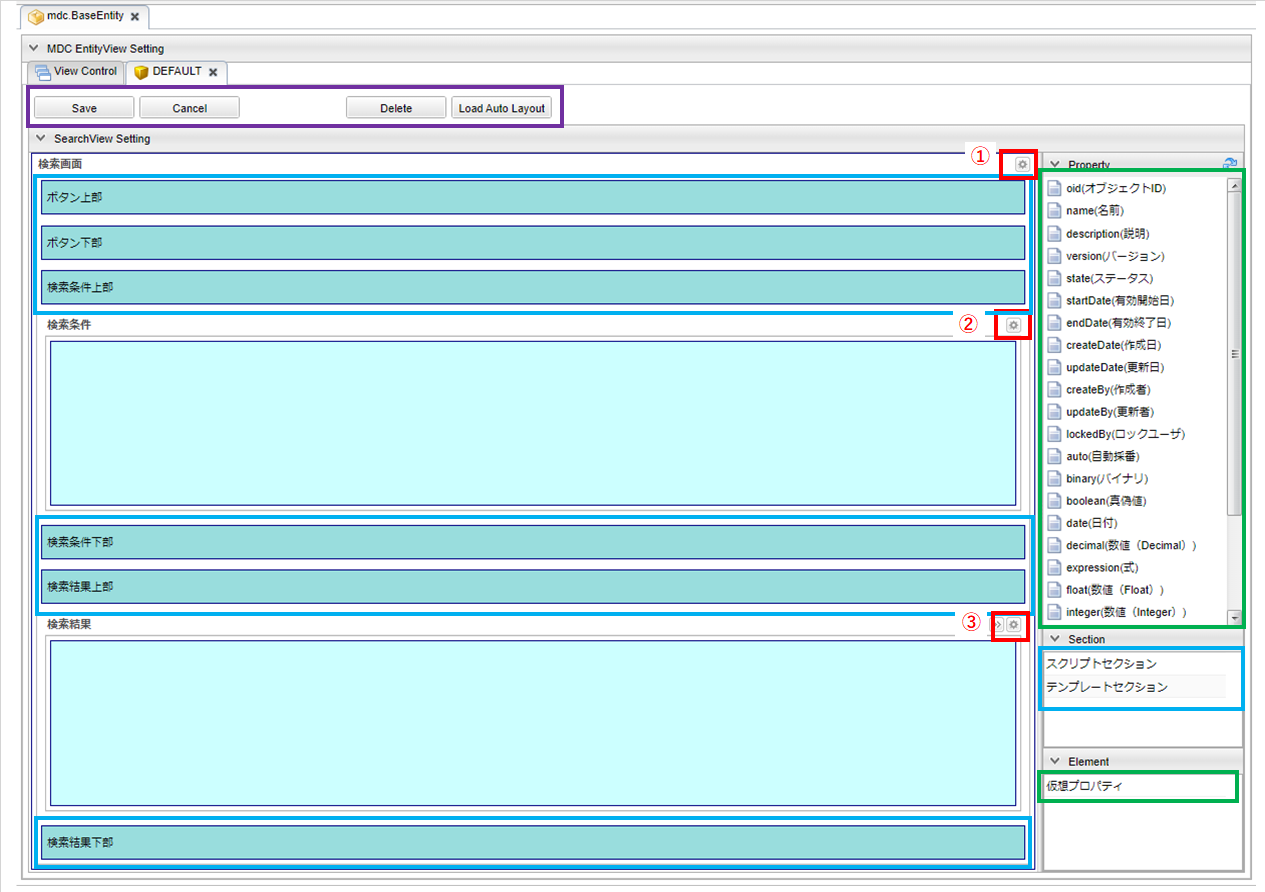 mdc.BaseEntity
MDC EntityView Setting
View Control
DEFAULT
Save
Cancel
Delete
Load Auto Layout
SearchView Setting
検索画面
①
ボタン上部
ボタン下部
検索条件上部
検索条件
②
検索条件下部
検索結果上部
検索結果
③
検索結果下部
Property
oid(オブジェクトID)
name(名前)
description(説明)
version(バージョン)
state(ステータス)
startDate(有効開始日)
endDate(有効終了日)
createDate(作成日)
updateDate(更新日)
createBy(作成者)
updateBy(更新者)
lockedBy(ロックユーザ)
auto(自動採番)
binary(バイナリ)
boolean(真偽値)
date(日付)
decimal(数値（Decimal）)
expression(式)
float(数値（Float）)
integer(数値（Integer）)
Section
スクリプトセクション
テンプレートセクション
Element
仮想プロパティ